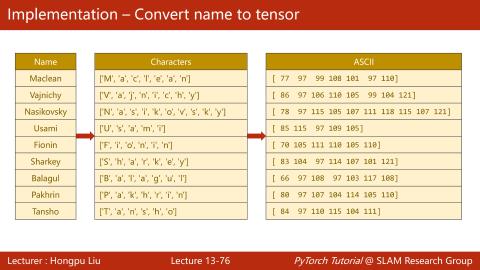 Implementation – Convert name to tensor
Name Characters ASCII
Maclean ['M', 'a', 'c', 'l', 'e', 'a', 'n'] [ 77 97 99 108 101 97 110]
Vajnichy ['V', 'a', 'j', 'n', 'i', 'c', 'h', 'y'] [ 86 97 106 110 105 99 104 121]
Nasikovsky ['N', 'a', 's', 'i', 'k', 'o', 'v', 's', 'k', 'y'] [ 78 97 115 105 107 111 118 115 107 121]
Usami ['U', 's', 'a', 'm', 'i'] [ 85 115 97 109 105]
Fionin ['F', 'i', 'o', 'n', 'i', 'n'] [ 70 105 111 110 105 110]
Sharkey ['S', 'h', 'a', 'r', 'k', 'e', 'y'] [ 83 104 97 114 107 101 121]
Balagul ['B', 'a', 'l', 'a', 'g', 'u', 'l'] [ 66 97 108 97 103 117 108]
Pakhrin ['P', 'a', 'k', 'h', 'r', 'i', 'n'] [ 80 97 107 104 114 105 110]
Tansho ['T', 'a', 'n', 's', 'h', 'o'] [ 84 97 110 115 104 111]
Lecturer : Hongpu Liu Lecture 13-76 PyTorch Tutorial @ SLAM Research Group